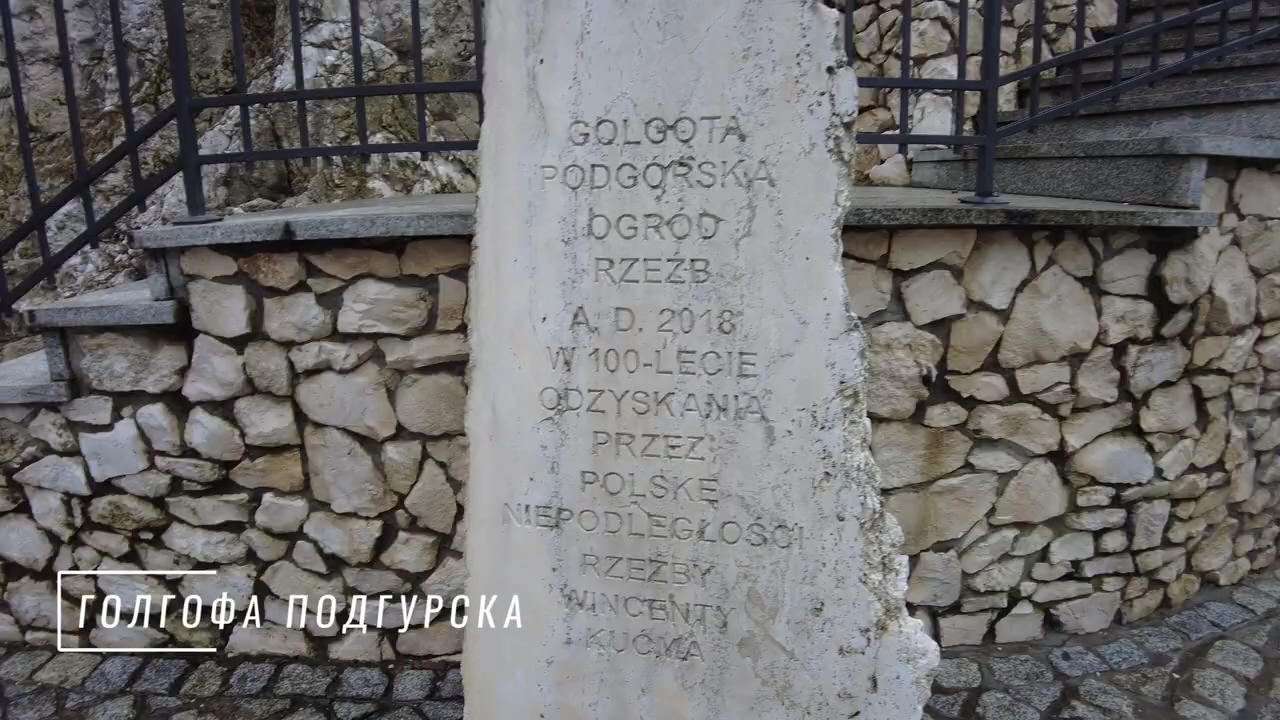 GOLGOTA
PODGÓRSKA
OGRÓD
RZEŹB
A. D. 2018
W 100-LECIE
ODZYSKANIA
PRZEZ
POLSKĘ
NIEPODLEGŁOŚCI
RZEŹBY
WINCENTY
KUĆMA
ГОЛГОФА ПОДГУРСКА